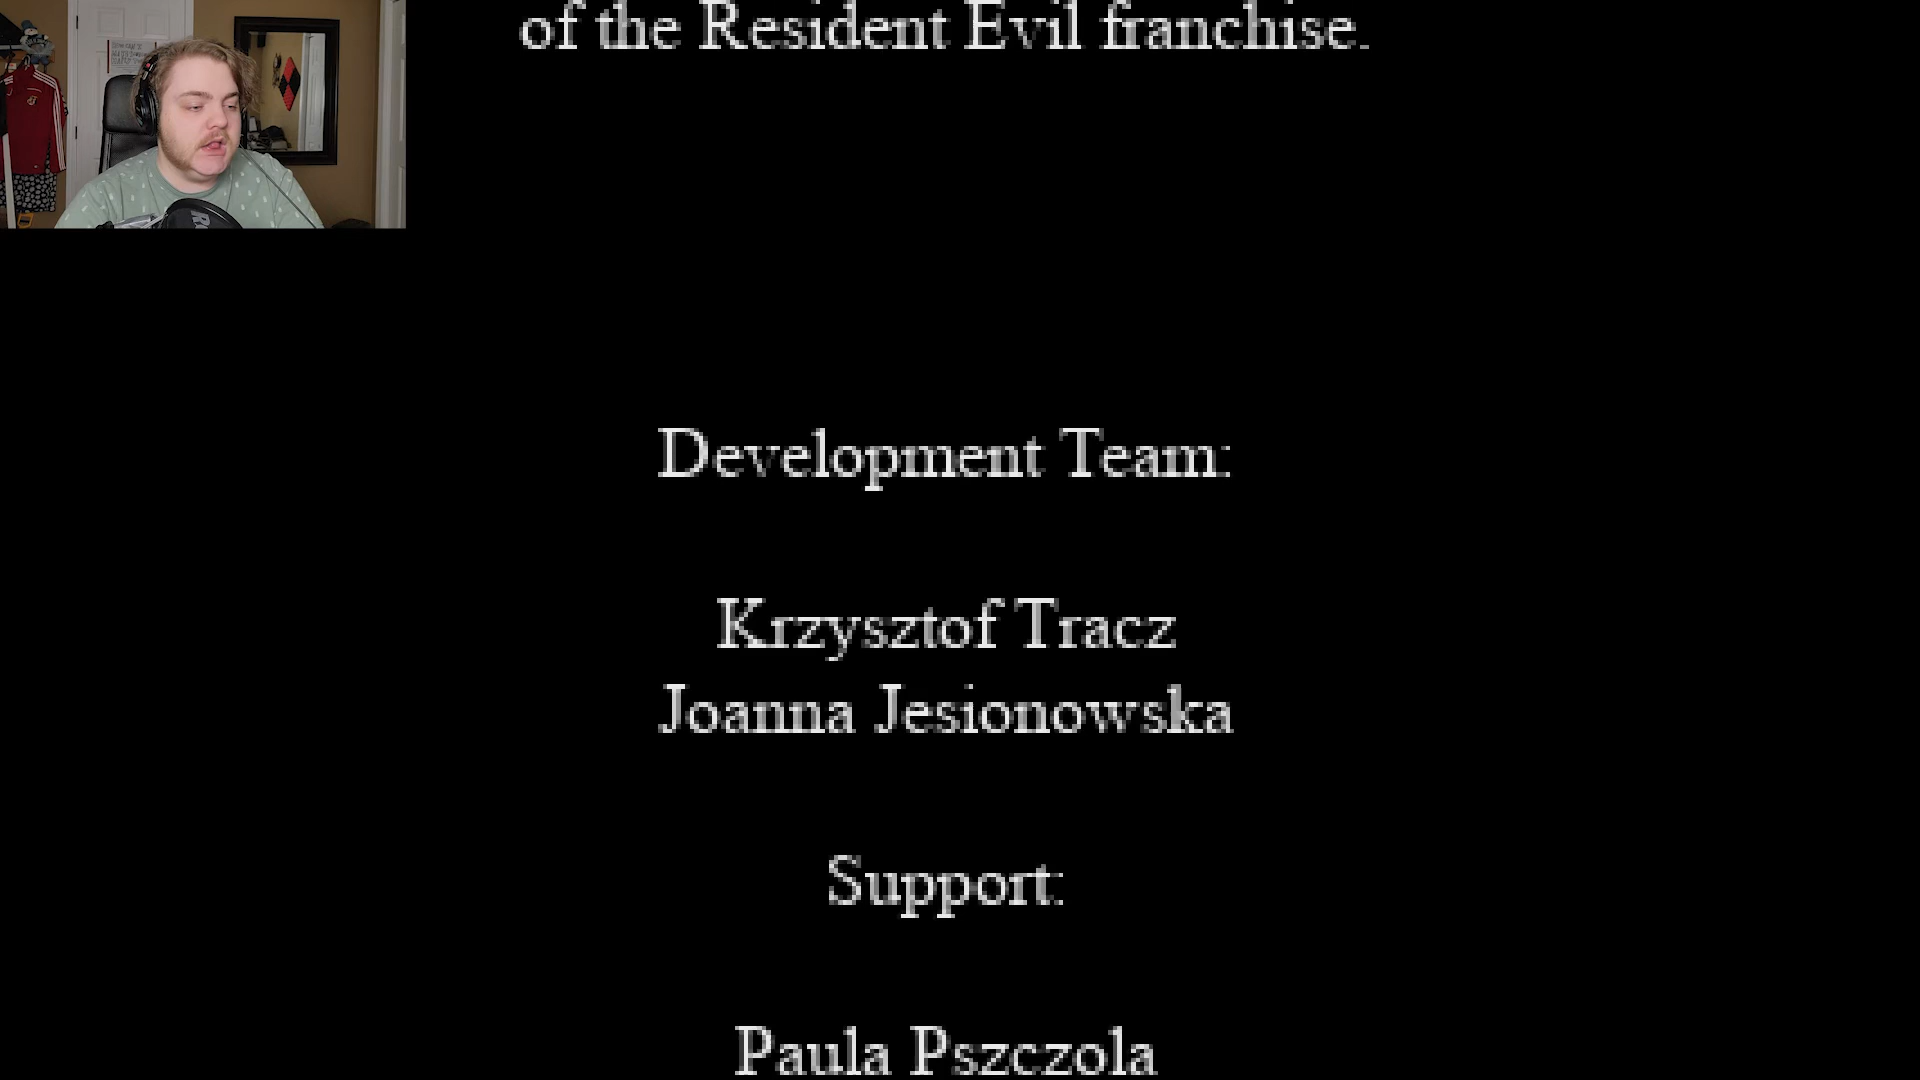 of the Resident Evil franchise.
Development Team:
Krzysztof Tracz
Joanna Jesionowska
Support:
Paula Pszczola